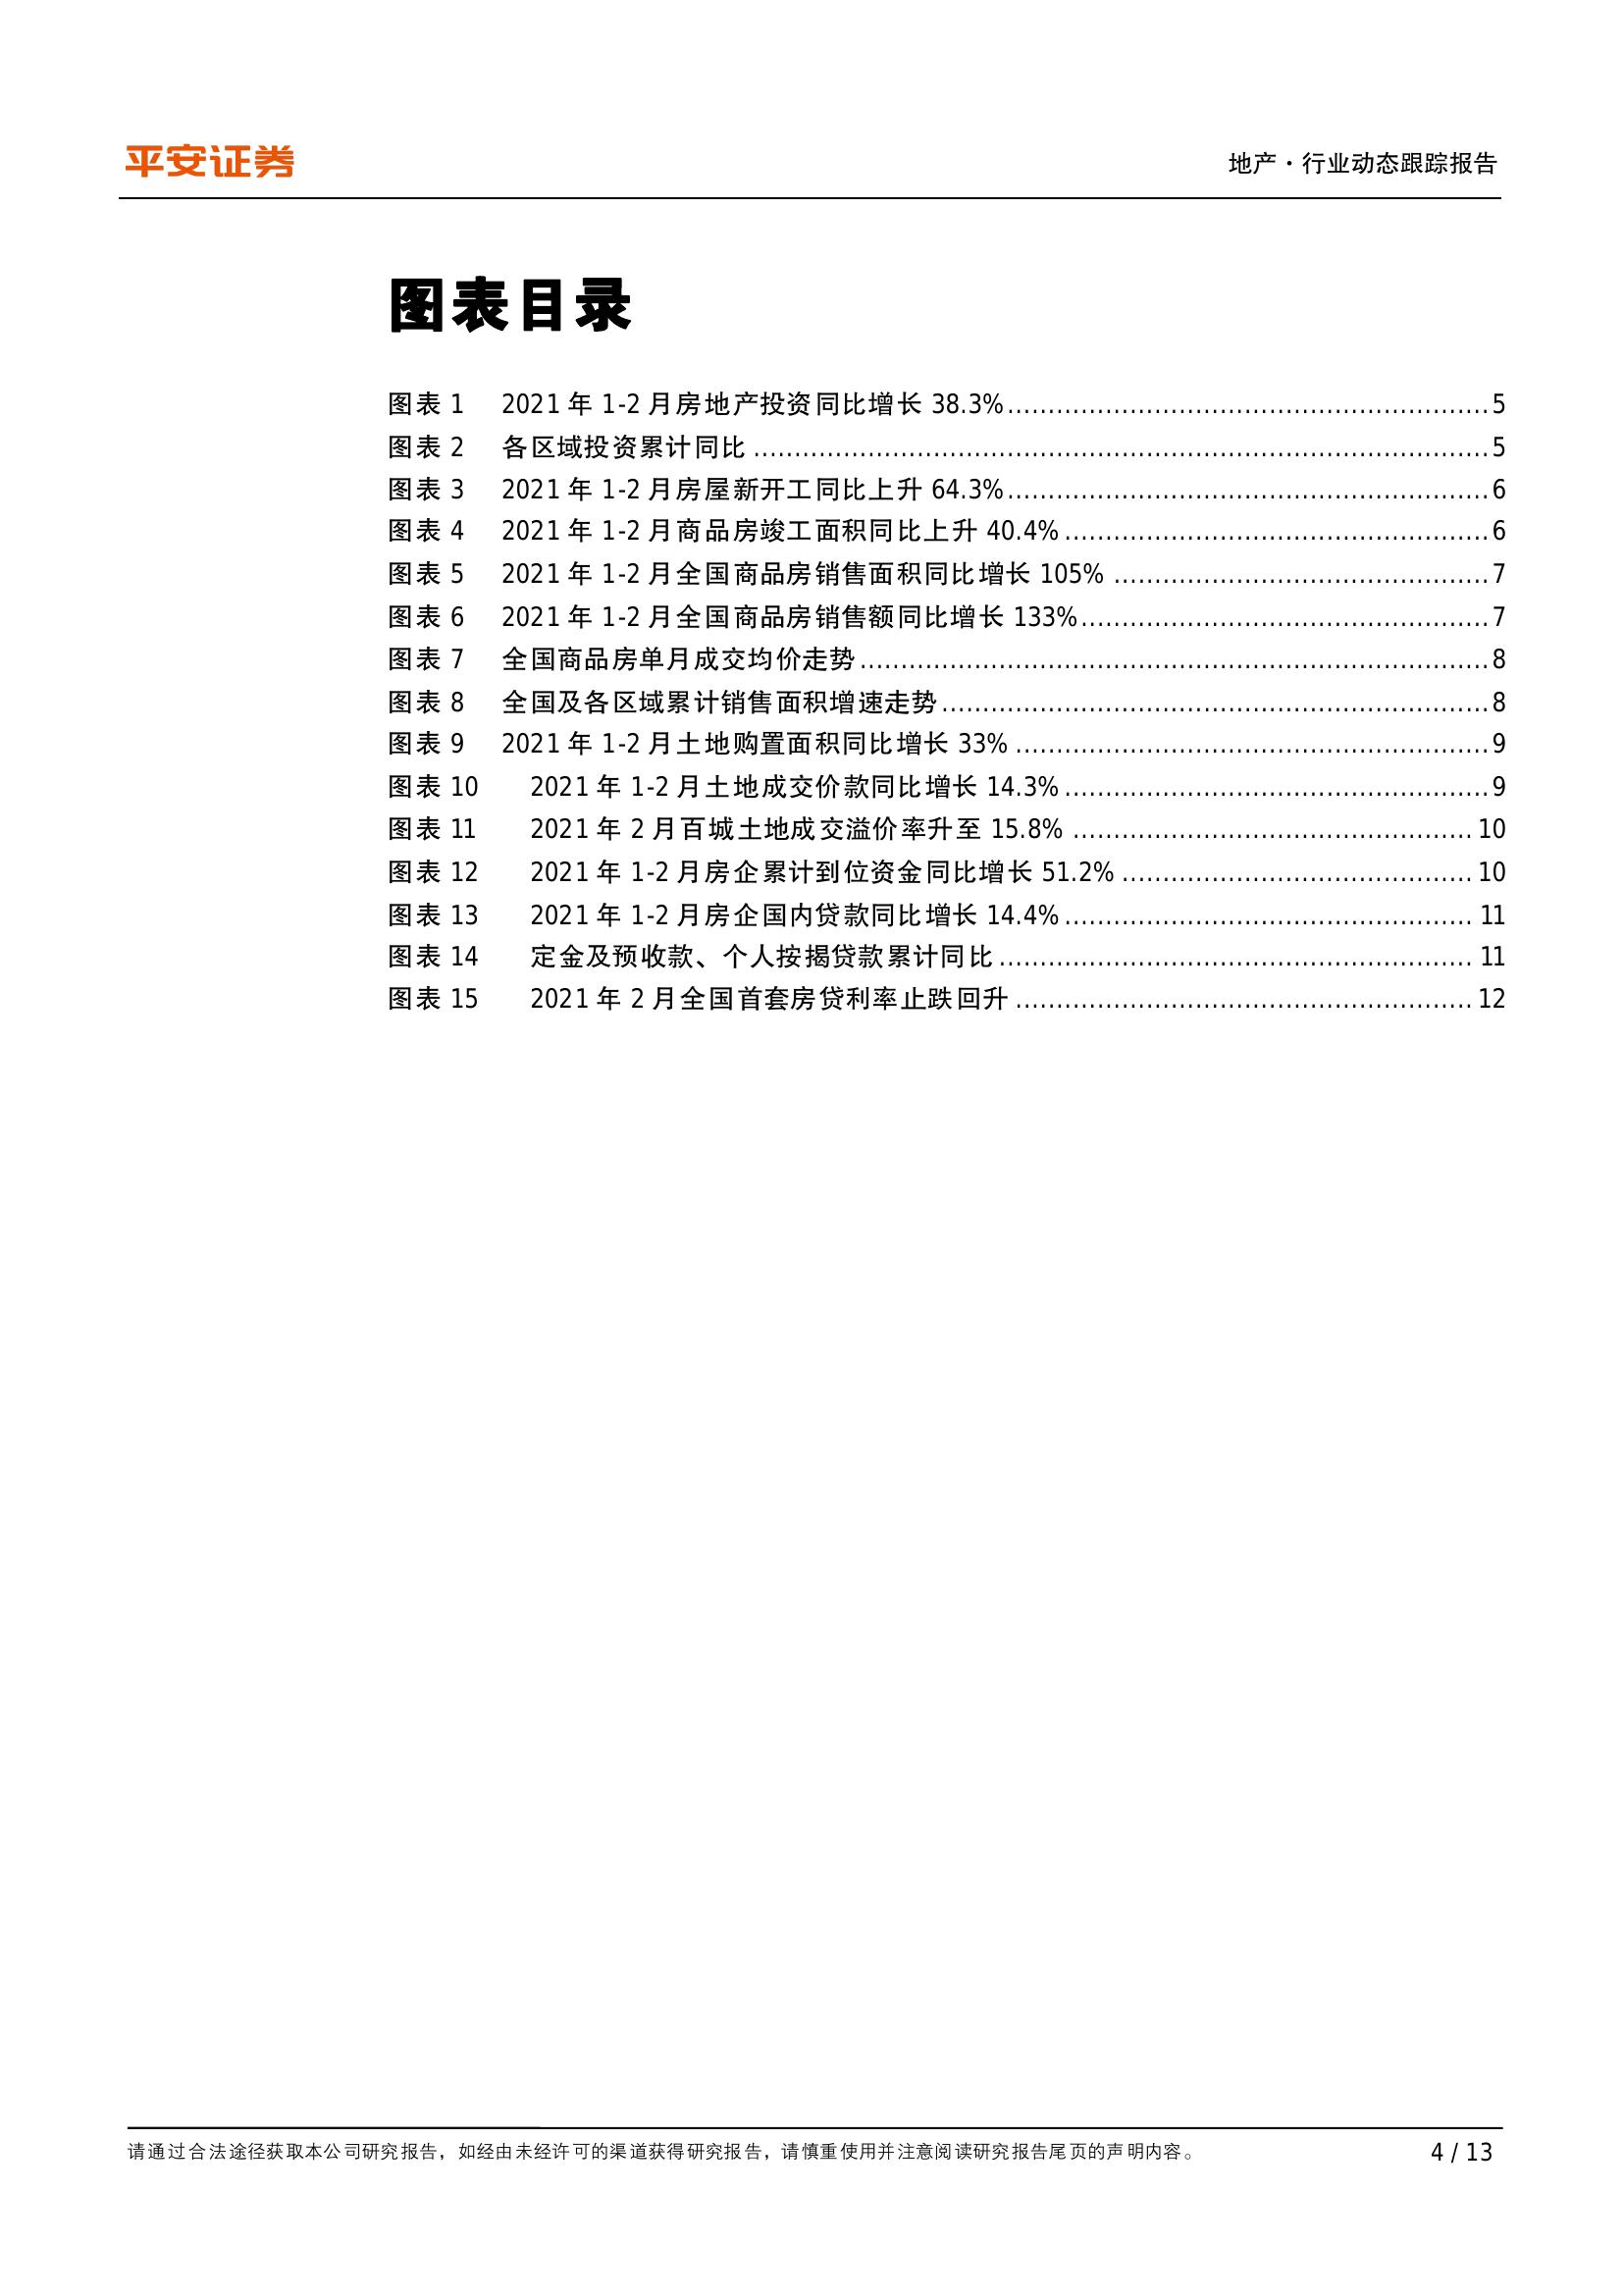 平安证券
地产·行业动态跟踪报告
图表目录
图表 1 2021 年 1-2 月房地产投资同比增长 38.3%...........................................................5
图表 2 各区域投资累计同比 ..........................................................................................5
图表 3 2021 年 1-2 月房屋新开工同比上升 64.3%...........................................................6
图表 4 2021 年 1-2 月商品房竣工面积同比上升 40.4%....................................................6
图表 5 2021 年 1-2 月全国商品房销售面积同比增长 105% ..............................................7
图表 6 2021 年 1-2 月全国商品房销售额同比增长 133%..................................................7
图表 7 全国商品房单月成交均价走势.............................................................................8
图表 8 全国及各区域累计销售面积增速走势...................................................................8
图表 9 2021 年 1-2 月土地购置面积同比增长 33% ..........................................................9
图表 10 2021 年 1-2 月土地成交价款同比增长 14.3%....................................................9
图表 11 2021 年 2 月百城土地成交溢价率升至 15.8% ................................................. 10
图表 12 2021 年 1-2 月房企累计到位资金同比增长 51.2% ........................................... 10
图表 13 2021 年 1-2 月房企国内贷款同比增长 14.4%.................................................. 11
图表 14 定金及预收款、个人按揭贷款累计同比.......................................................... 11
图表 15 2021 年 2 月全国首套房贷利率止跌回升 ........................................................ 12
请通过合法途径获取本公司研究报告，如经由未经许可的渠道获得研究报告，请慎重使用并注意阅读研究报告尾页的声明内容。
4 / 13